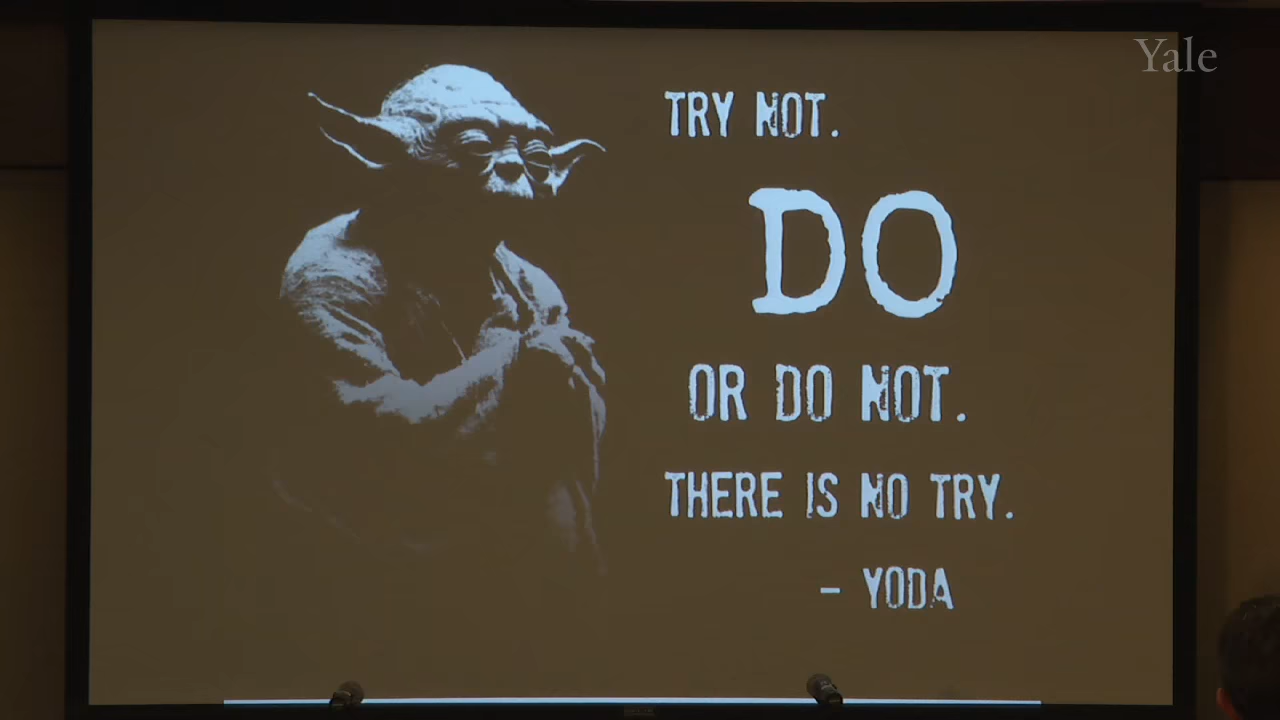 Yale
TRY NOT.
DO
OR DO NOT.
THERE IS NO TRY.
- YODA